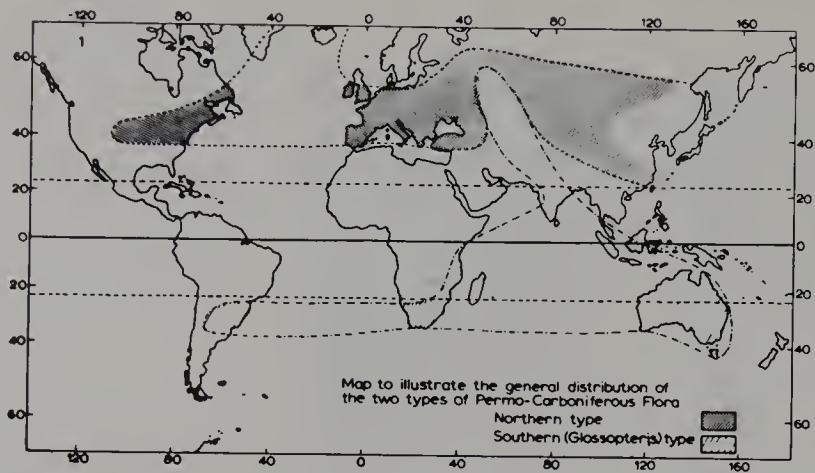 -120 80 40 0 40 80 120 160
1
60 60
40 40
20 20
0 0
20 20
40 40
60 60
120 80 40 0 40 80 120 160
Map to illustrate the general distribution of
the two types of Permo-Carboniferous Flora
Northern type
Southern (Glossopteris) type